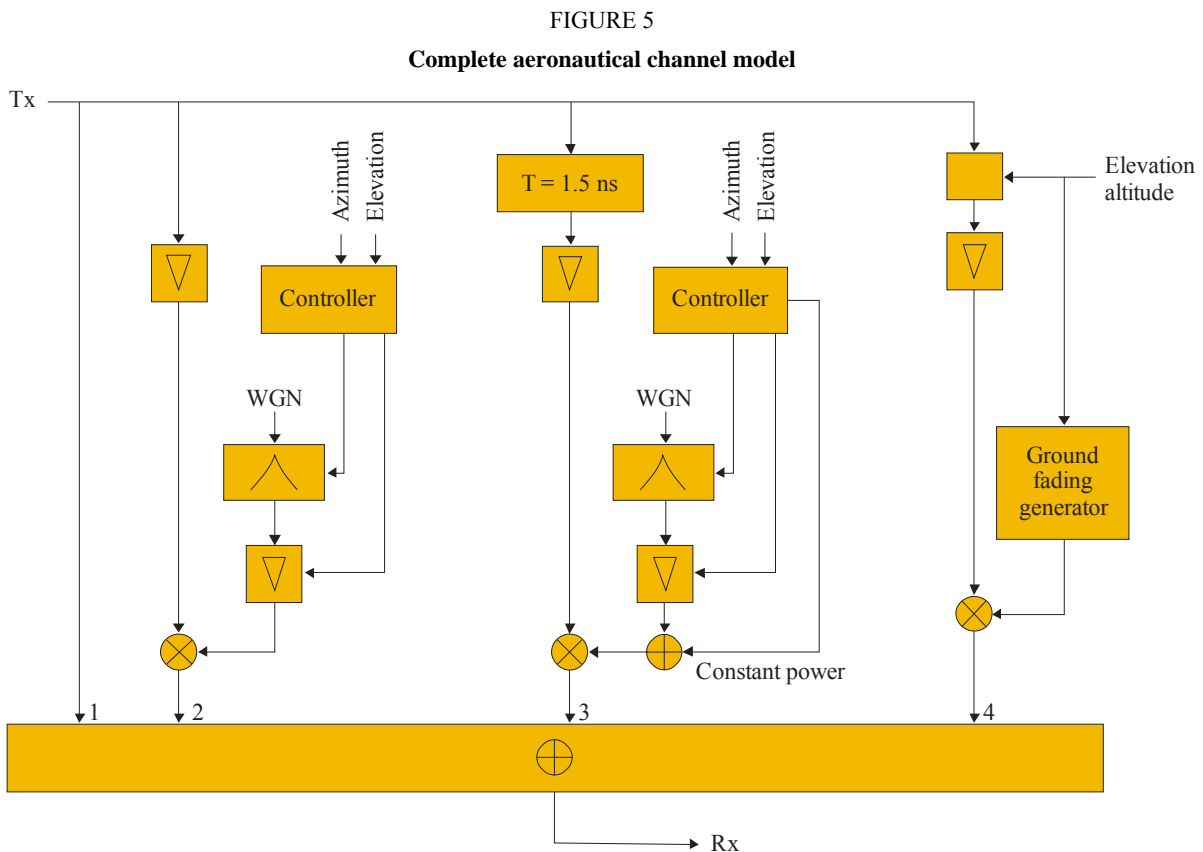 FIGURE 5
Complete aeronautical channel model
Tx
Azimuth
Elevation
T = 1.5 ns
Azimuth
Elevation
Elevation
altitude
Controller
Controller
WGN
WGN
Ground
fading
generator
Constant power
1
2
3
4
Rx